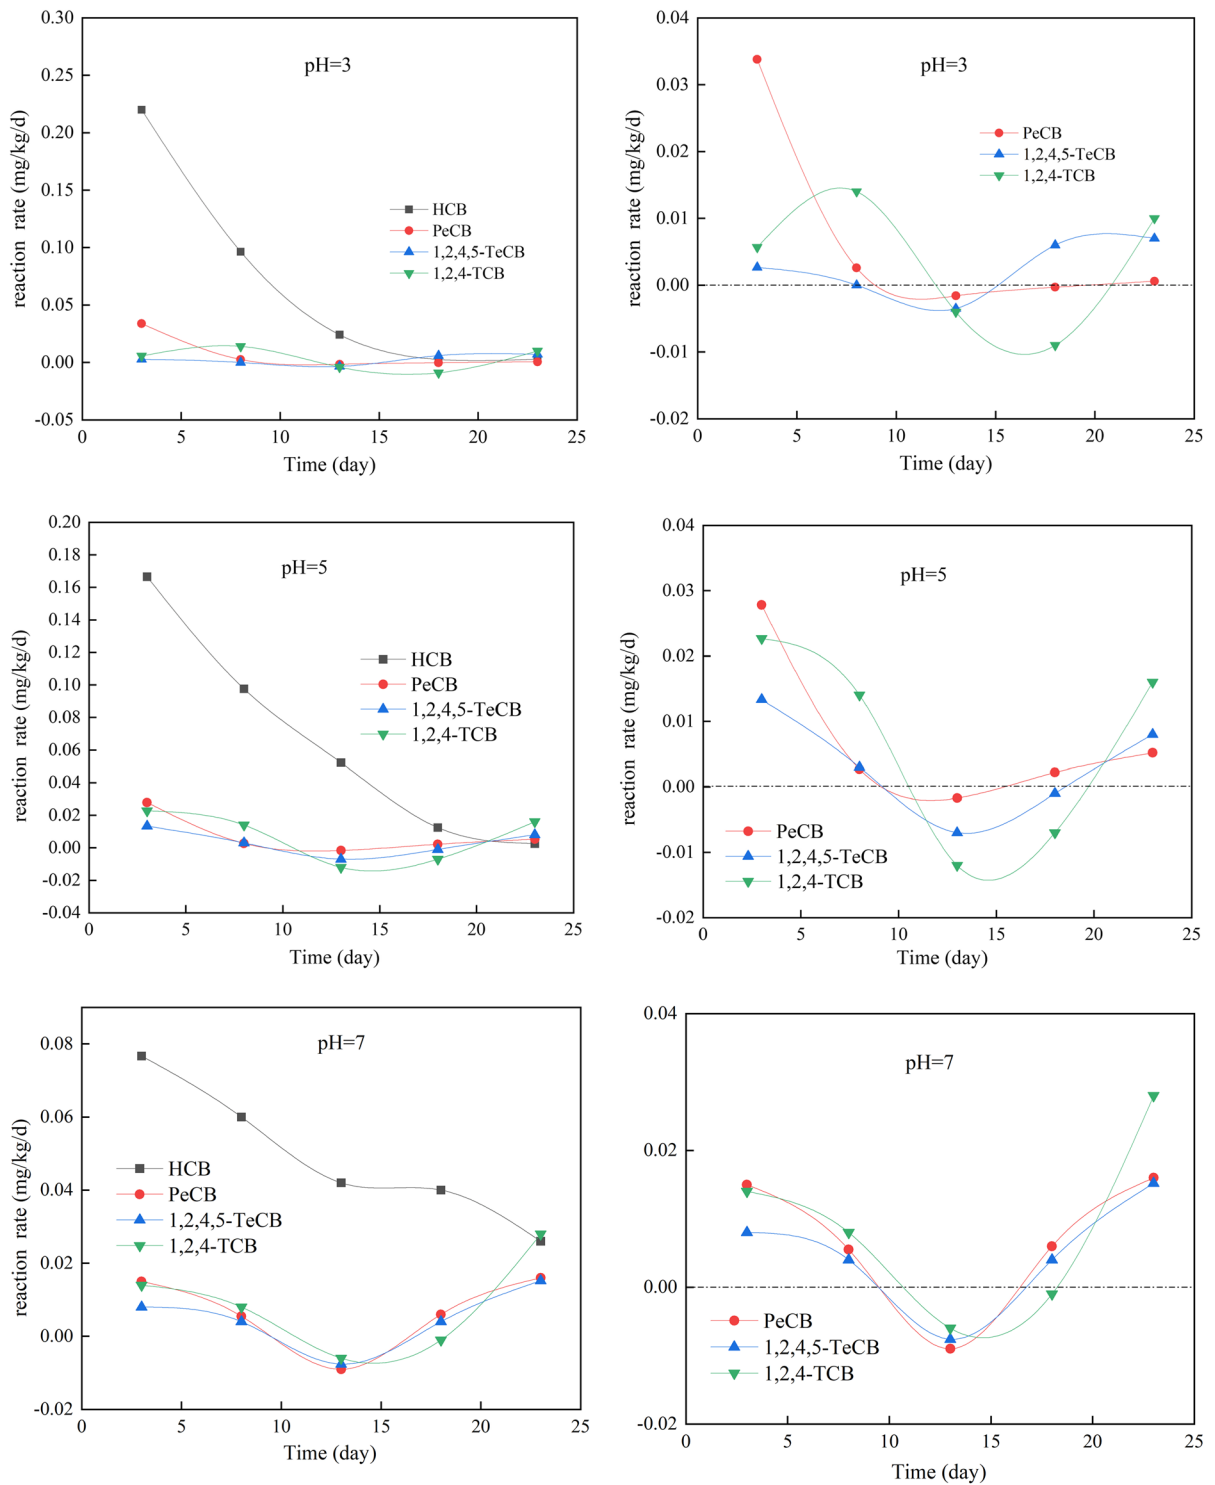 0.30
0.25
0.20
0.15
0.10
0.05
0.00
-0.05
reaction rate (mg/kg/d)
pH=3
HCB
PeCB
1,2,4,5-TeCB
1,2,4-TCB
0 5 10 15 20 25
Time (day)
0.04
0.03
0.02
0.01
0.00
-0.01
-0.02
reaction rate (mg/kg/d)
pH=3
PeCB
1,2,4,5-TeCB
1,2,4-TCB
0 5 10 15 20 25
Time (day)
0.20
0.18
0.16
0.14
0.12
0.10
0.08
0.06
0.04
0.02
0.00
-0.02
-0.04
reaction rate (mg/kg/d)
pH=5
HCB
PeCB
1,2,4,5-TeCB
1,2,4-TCB
0 5 10 15 20 25
Time (day)
0.04
0.03
0.02
0.01
0.00
-0.01
-0.02
reaction rate (mg/kg/d)
pH=5
PeCB
1,2,4,5-TeCB
1,2,4-TCB
0 5 10 15 20 25
Time (day)
0.08
0.06
0.04
0.02
0.00
-0.02
reaction rate (mg/kg/d)
pH=7
HCB
PeCB
1,2,4,5-TeCB
1,2,4-TCB
0 5 10 15 20 25
Time (day)
0.04
0.02
0.00
-0.02
reaction rate (mg/kg/d)
pH=7
PeCB
1,2,4,5-TeCB
1,2,4-TCB
0 5 10 15 20 25
Time (day)